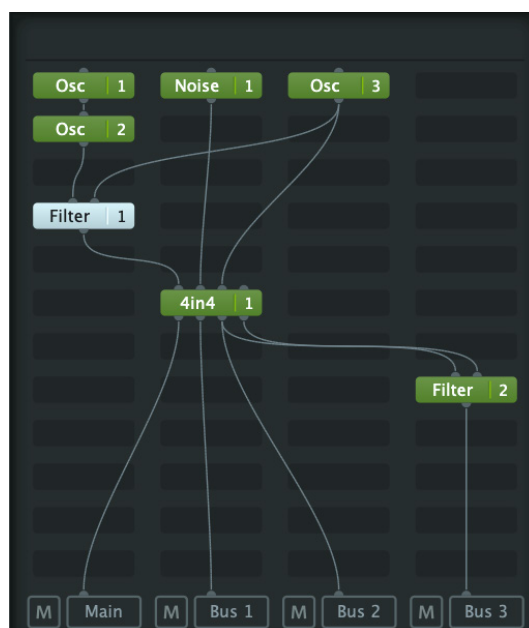 Osc 1 Noise 1 Osc 3
Osc 2
Filter 1
4in4 1
Filter 2
M Main M Bus 1 M Bus 2 M Bus 3